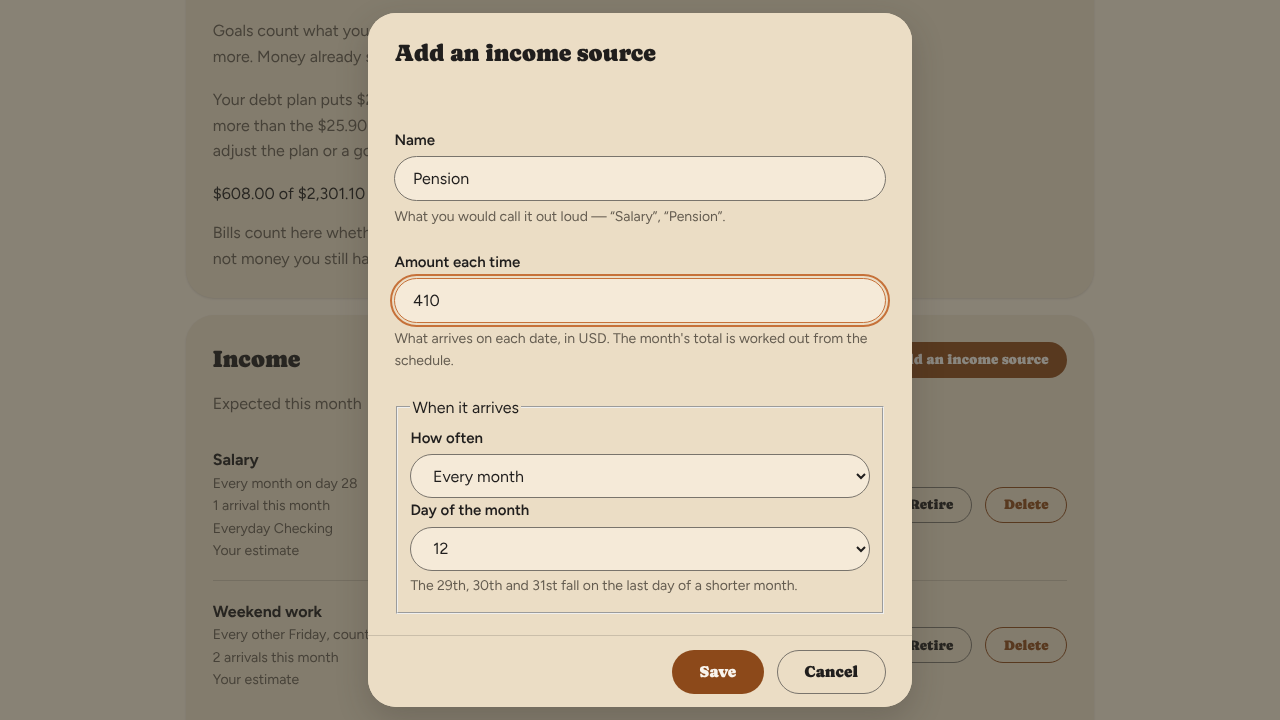 Goals count what you
more. Money already
Your debt plan puts
more than the $25.90
adjust the plan or a
$608.00 of $2,301.10
Bills count here
not money you still
Income
Expected this month
an income source
Salary
Every month on day 28
1 arrival this month
Everyday Checking
Your estimate
Retire
Delete
Weekend work
Every other Friday,
2 arrivals this month
Your estimate
Retire
Delete
Add an income source
Name
Pension
What you would call it out loud — “Salary”, “Pension”.
Amount each time
410
What arrives on each date, in USD. The month's total is worked out from the
schedule.
When it arrives
How often
Every month
Day of the month
12
The 29th, 30th and 31st fall on the last day of a shorter month.
Save
Cancel